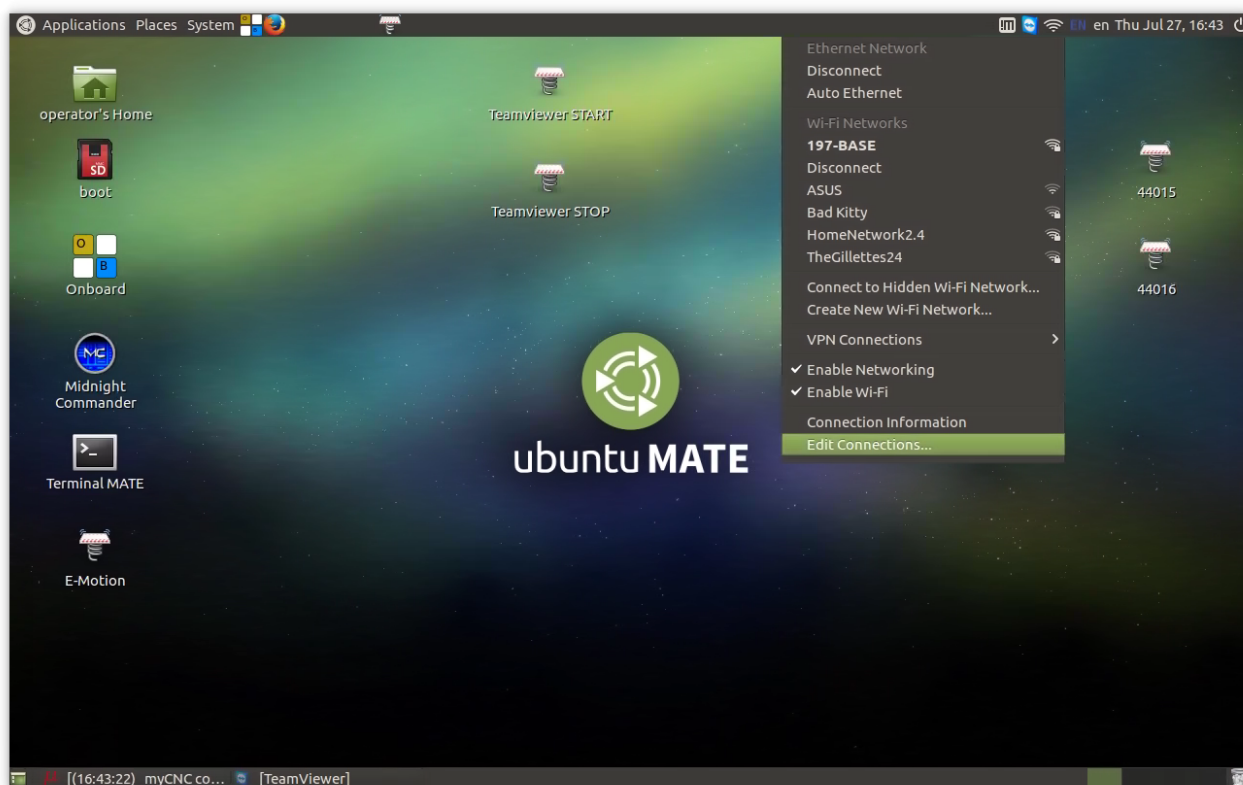 Applications Places System
EN en Thu Jul 27, 16:43
operator's Home
boot
Onboard
Midnight
Commander
Terminal MATE
E-Motion
Teamviewer START
Teamviewer STOP
ubuntu MATE
Ethernet Network
Disconnect
Auto Ethernet
Wi-Fi Networks
197-BASE
Disconnect
ASUS
Bad Kitty
HomeNetwork2.4
TheGillettes24
Connect to Hidden Wi-Fi Network...
Create New Wi-Fi Network...
VPN Connections
Enable Networking
Enable Wi-Fi
Connection Information
Edit Connections...
44015
44016
[(16:43:22) myCNC co... [TeamViewer]